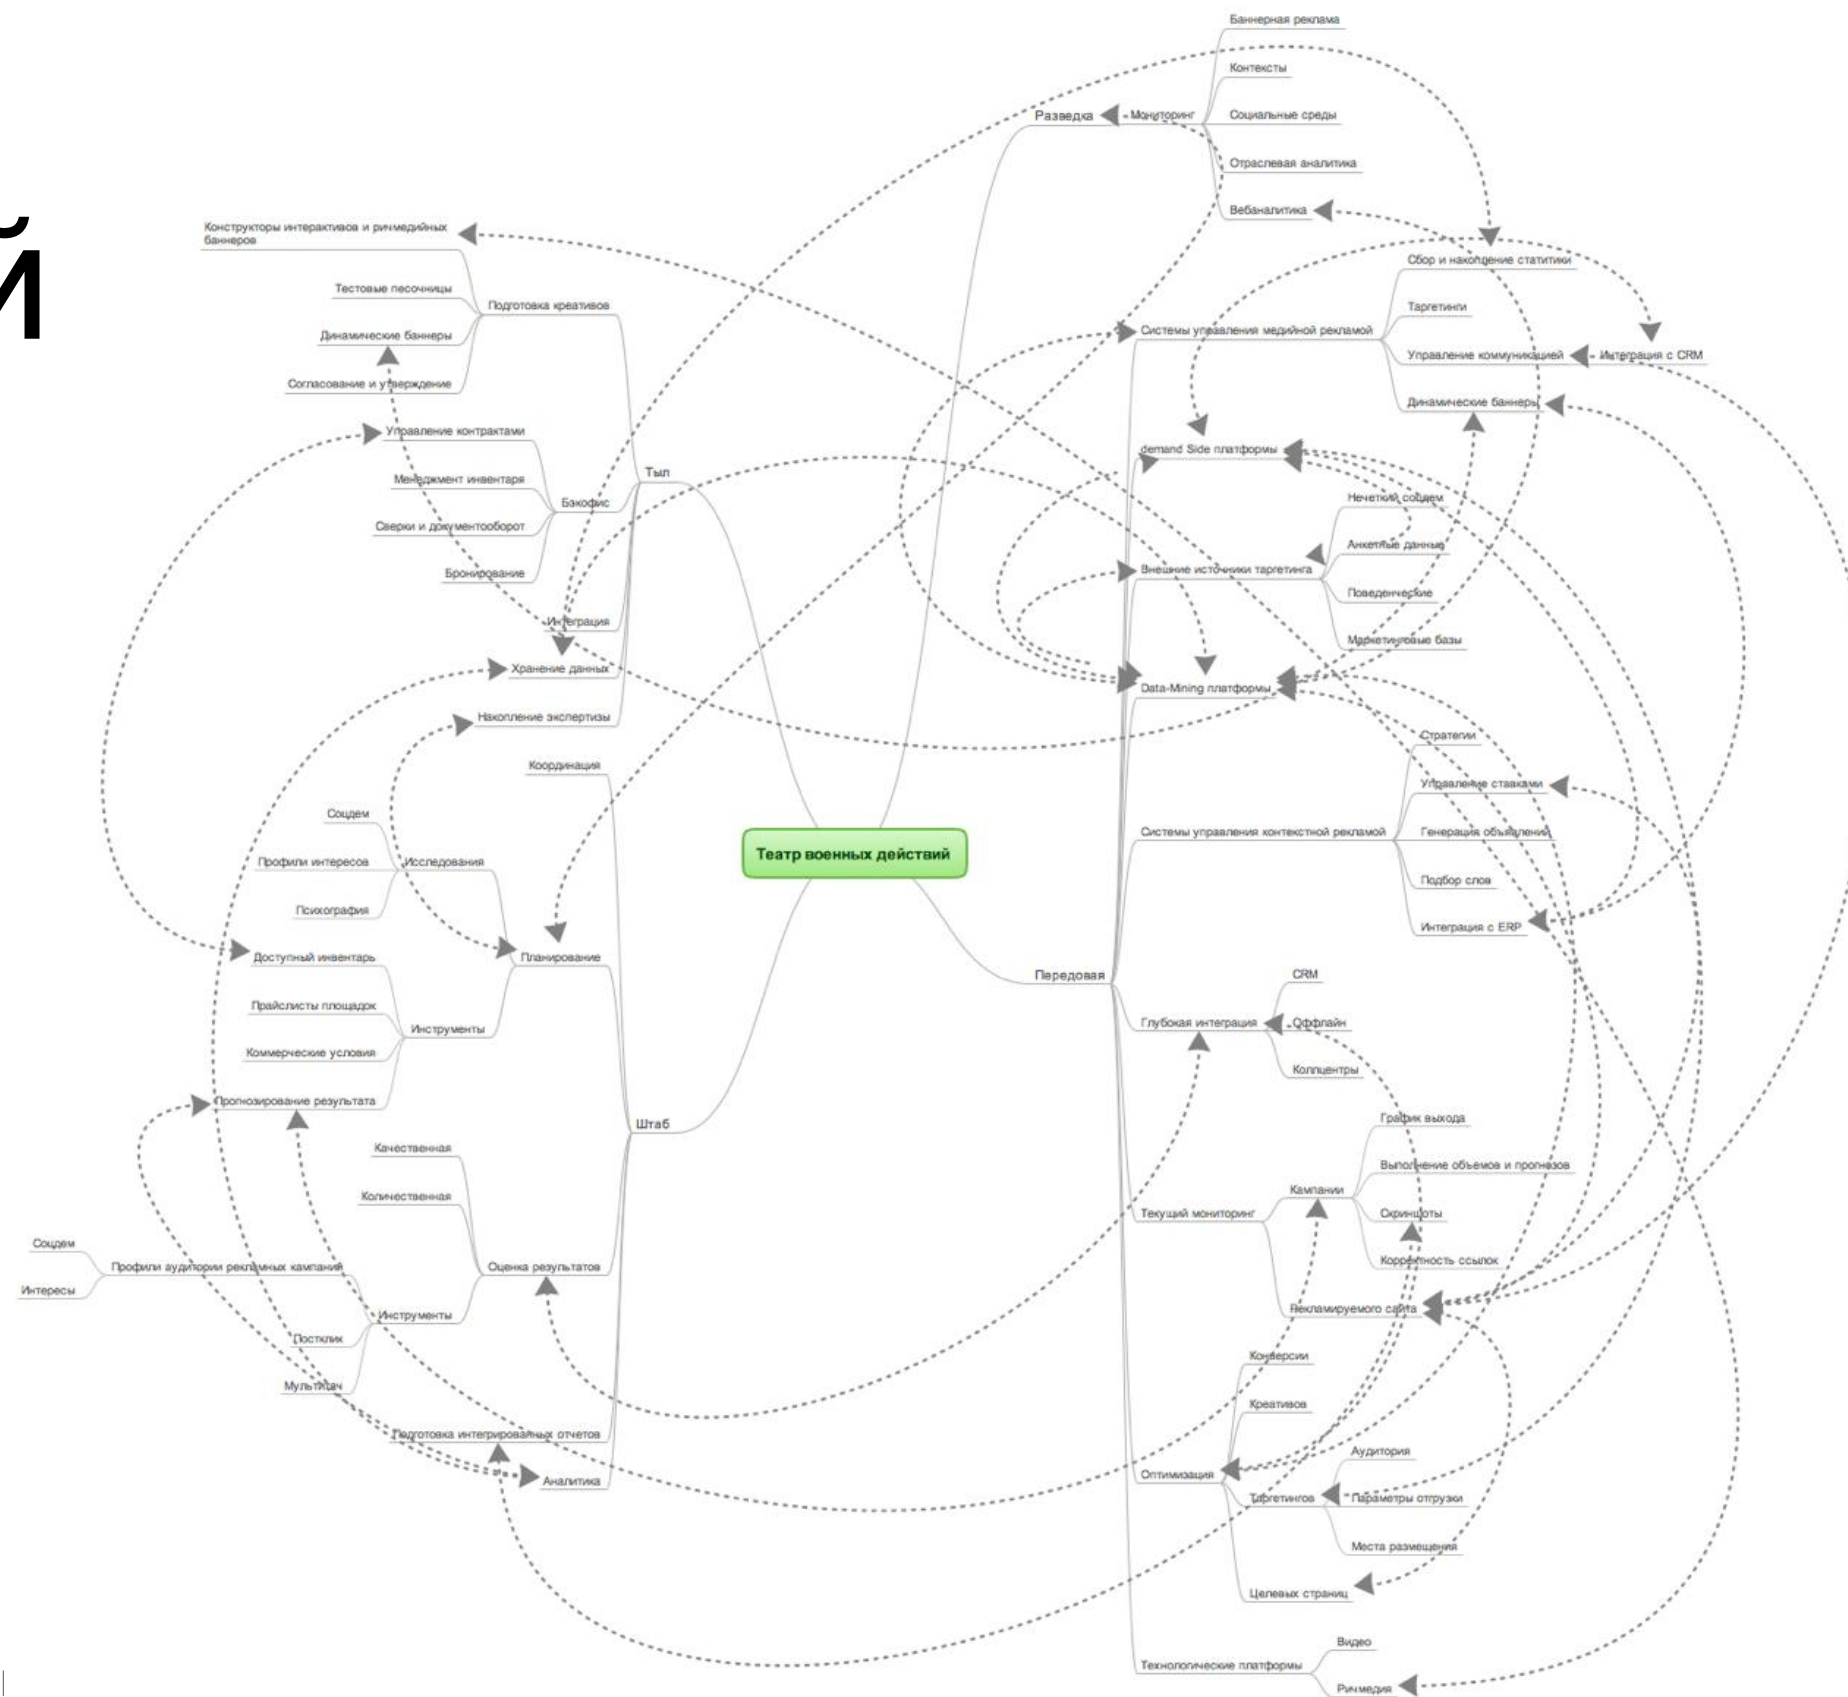 й
Театр военных действий
Разведка
Мониторинг
Баннерная реклама
Контексты
Социальные среды
Отраслевая аналитика
Вебаналитика
Тыл
Подготовка креативов
Конструкторы интерактивов и ричмедийных
баннеров
Тестовые песочницы
Динамические баннеры
Согласование и утверждение
Бэкофис
Управление контрактами
Менеджмент инвентаря
Сверки и документооборот
Бронирование
Интеграция
Хранение данных
Накопление экспертизы
Штаб
Координация
Планирование
Исследования
Соцдем
Профили интересов
Психография
Инструменты
Доступный инвентарь
Прайслисты площадок
Коммерческие условия
Прогнозирование результата
Оценка результатов
Качественная
Количественная
Инструменты
Профили аудитории рекламных кампаний
Соцдем
Интересы
Постклик
Мультитач
Подготовка интегрированных отчетов
Аналитика
Передовая
Системы управления медийной рекламой
Сбор и накопление статитики
Таргетинги
Управление коммуникацией
Интеграция с CRM
Динамические баннеры
demand Side платформы
Внешние источники таргетинга
Нечеткий соцдем
Анкетные данные
Поведенческие
Маркетинговые базы
Data-Mining платформы
Системы управления контекстной рекламой
Стратегии
Управление ставками
Генерация объявлений
Подбор слов
Интеграция с ERP
Глубокая интеграция
CRM
Оффлайн
Коллцентры
Текущий мониторинг
Кампании
График выхода
Выполнение объемов и прогнозов
Скриншоты
Корректность ссылок
Рекламируемого сайта
Оптимизация
Конверсии
Креативов
Таргетингов
Аудитория
Параметры отгрузки
Места размещения
Целевых страниц
Технологические платформы
Видео
Ричмедия